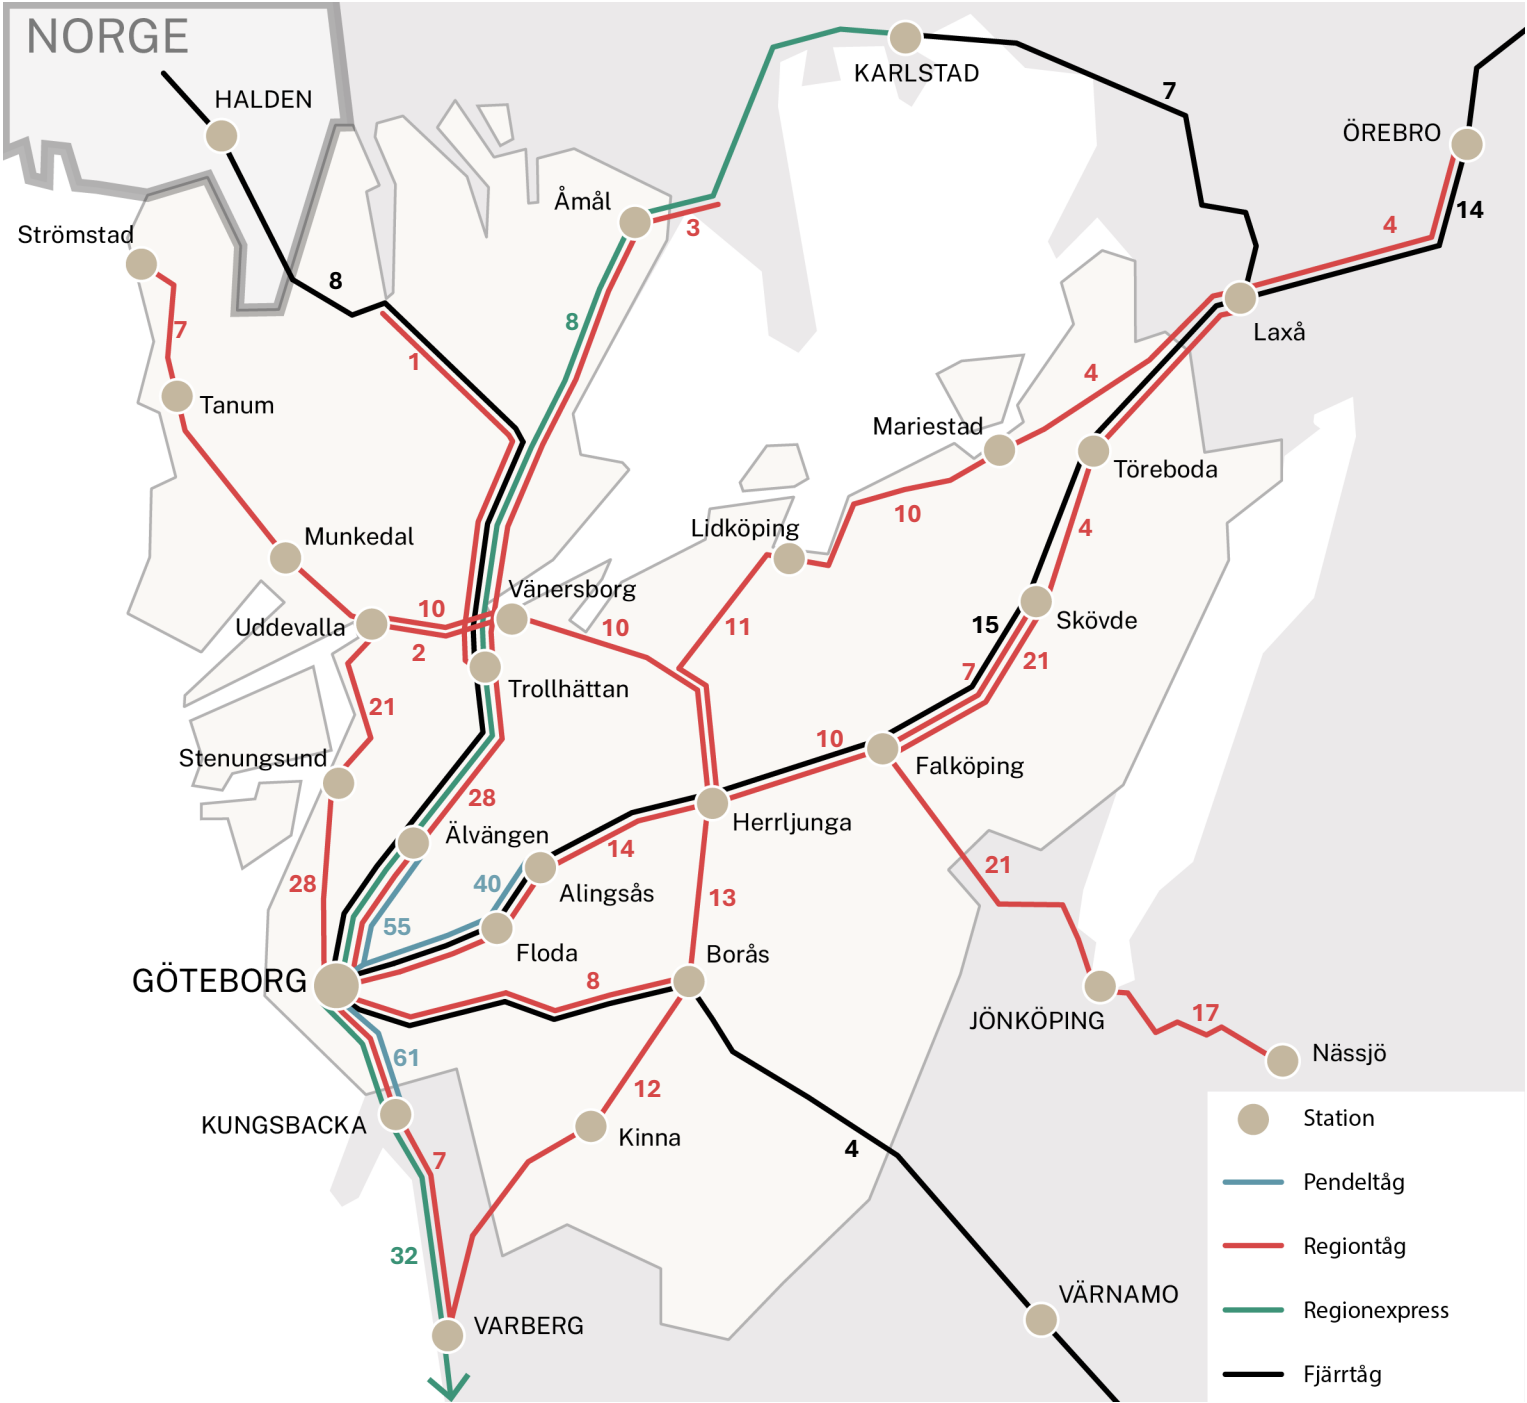 NORGE
KARLSTAD
7
HALDEN
ÖREBRO
Åmål
14
Strömstad
3
4
8
8
7
1
Laxå
4
Tanum
Mariestad
Töreboda
10
Lidköping
4
Munkedal
Vänersborg
10
10
11
15
Skövde
Uddevalla
2
7
21
Trollhättan
21
10
Stenungsund
Falköping
28
Herrljunga
Älvängen
14
21
28
40
Alingsås
13
55
Floda
Borås
GÖTEBORG
8
17
JÖNKÖPING
61
Nässjö
12
KUNGSBACKA
Kinna
Station
7
4
Pendeltåg
32
Regiontåg
VÄRNAMO
VARBERG
Regionexpress
Fjärrtåg